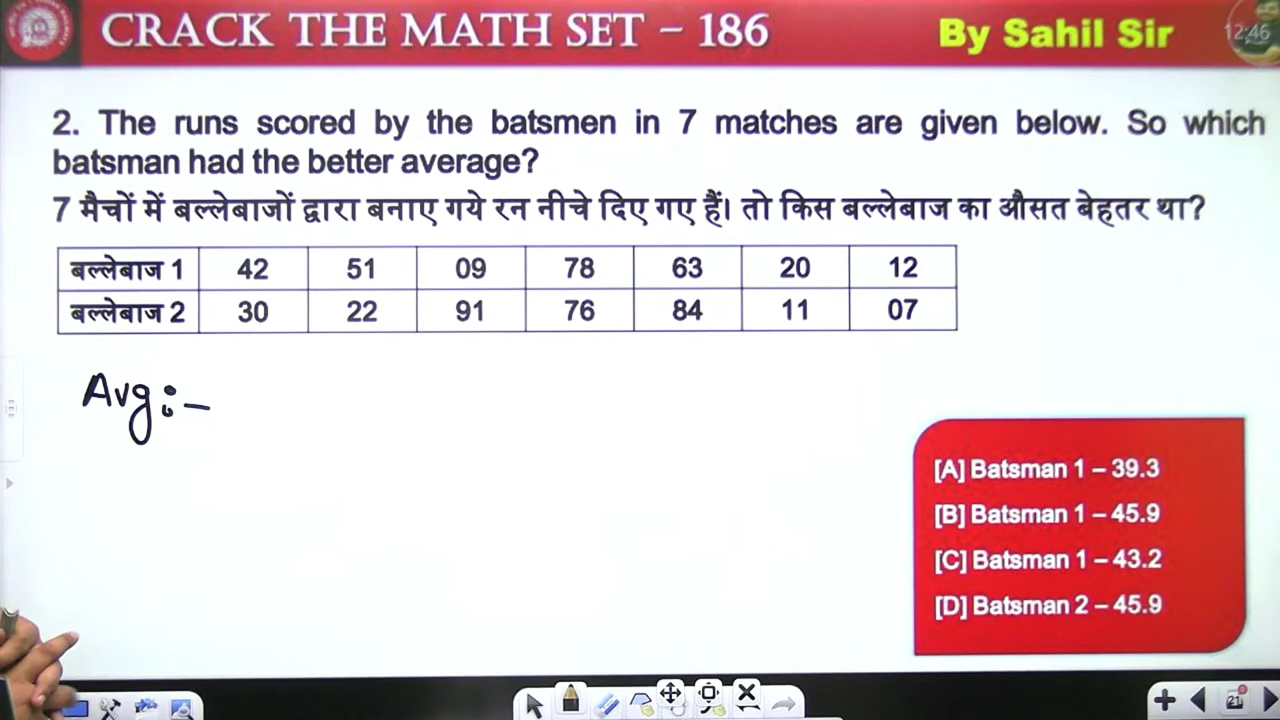 CRACK THE MATH SET – 186
By Sahil Sir
12:46
2. The runs scored by the batsmen in 7 matches are given below. So which
batsman had the better average?
7 मैचों में बल्लेबाजों द्वारा बनाए गये रन नीचे दिए गए हैं। तो किस बल्लेबाज का औसत बेहतर था?
बल्लेबाज 1 42 51 09 78 63 20 12
बल्लेबाज 2 30 22 91 76 84 11 07
Avg:-
[A] Batsman 1 – 39.3
[B] Batsman 1 – 45.9
[C] Batsman 1 – 43.2
[D] Batsman 2 – 45.9
21